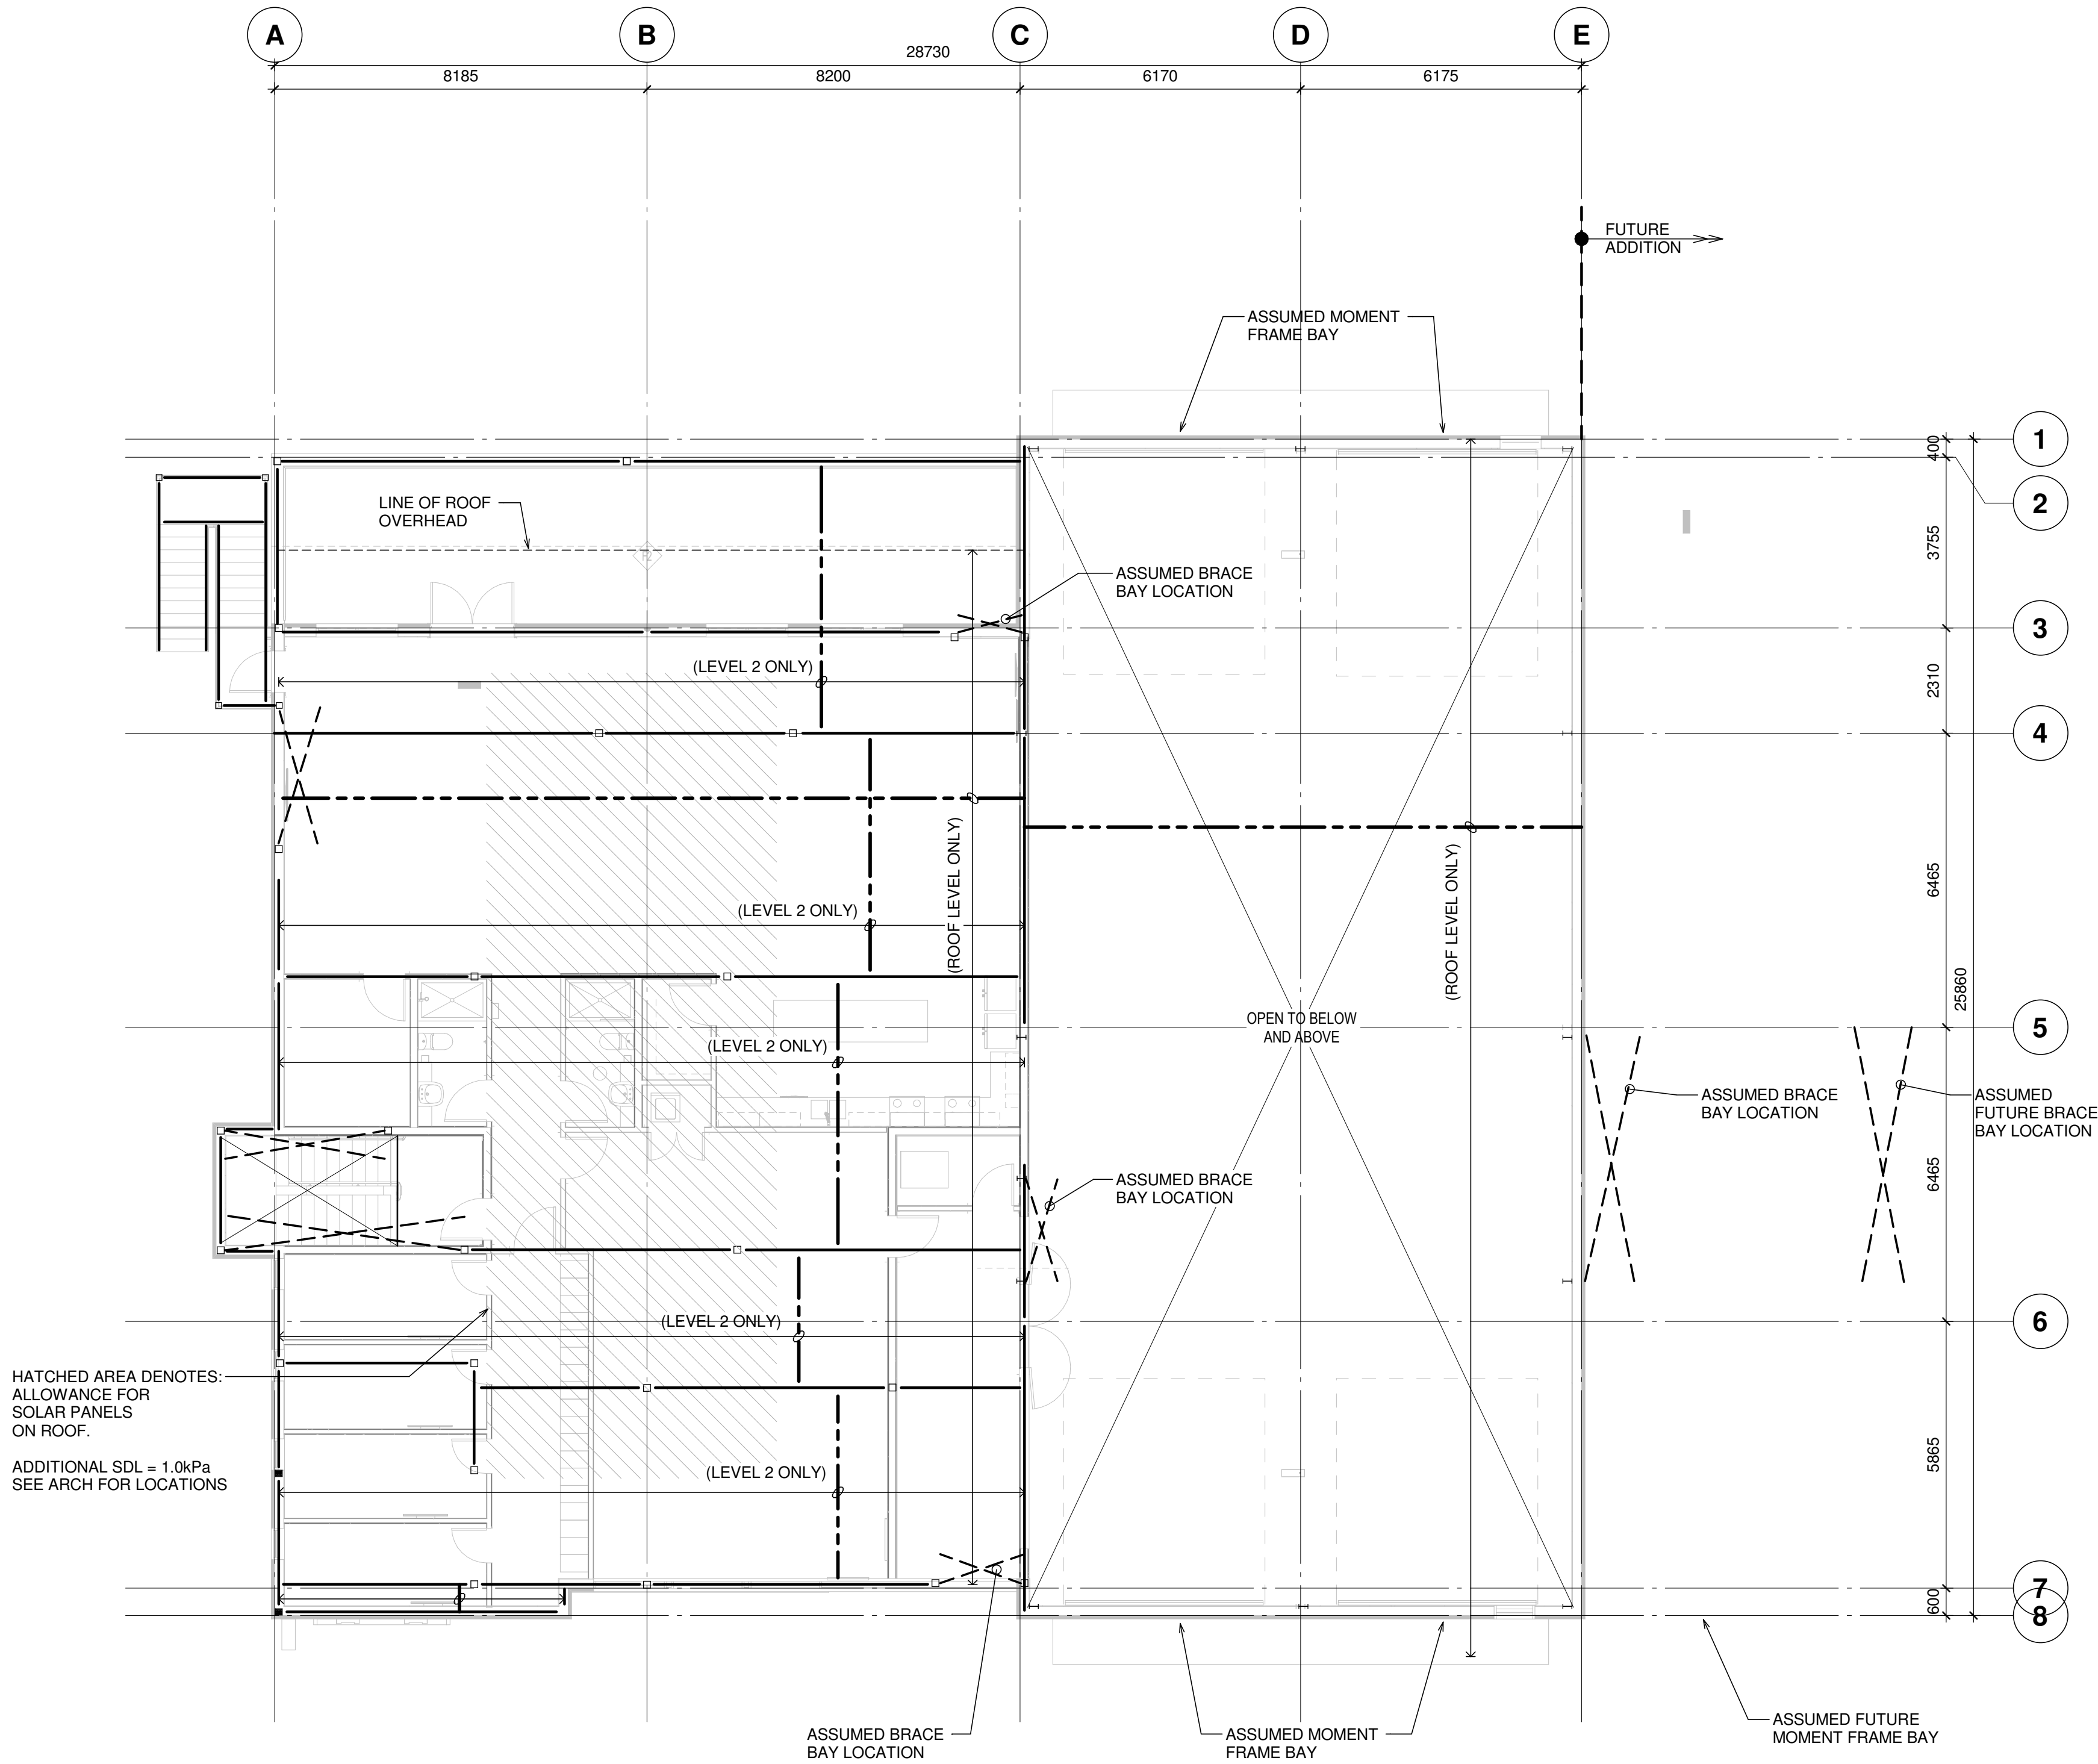 A
B
C
D
E
28730
8185
8200
6170
6175
FUTURE
ADDITION
ASSUMED MOMENT
FRAME BAY
1
400
2
LINE OF ROOF
OVERHEAD
3755
ASSUMED BRACE
BAY LOCATION
3
(LEVEL 2 ONLY)
2310
4
(ROOF LEVEL ONLY)
(ROOF LEVEL ONLY)
6465
(LEVEL 2 ONLY)
25860
OPEN TO BELOW
AND ABOVE
5
(LEVEL 2 ONLY)
ASSUMED BRACE
BAY LOCATION
ASSUMED
FUTURE BRACE
BAY LOCATION
6465
ASSUMED BRACE
BAY LOCATION
(LEVEL 2 ONLY)
6
HATCHED AREA DENOTES:
ALLOWANCE FOR
SOLAR PANELS
ON ROOF.
ADDITIONAL SDL = 1.0kPa
SEE ARCH FOR LOCATIONS
5865
(LEVEL 2 ONLY)
7
600
8
ASSUMED BRACE
BAY LOCATION
ASSUMED MOMENT
FRAME BAY
ASSUMED FUTURE
MOMENT FRAME BAY